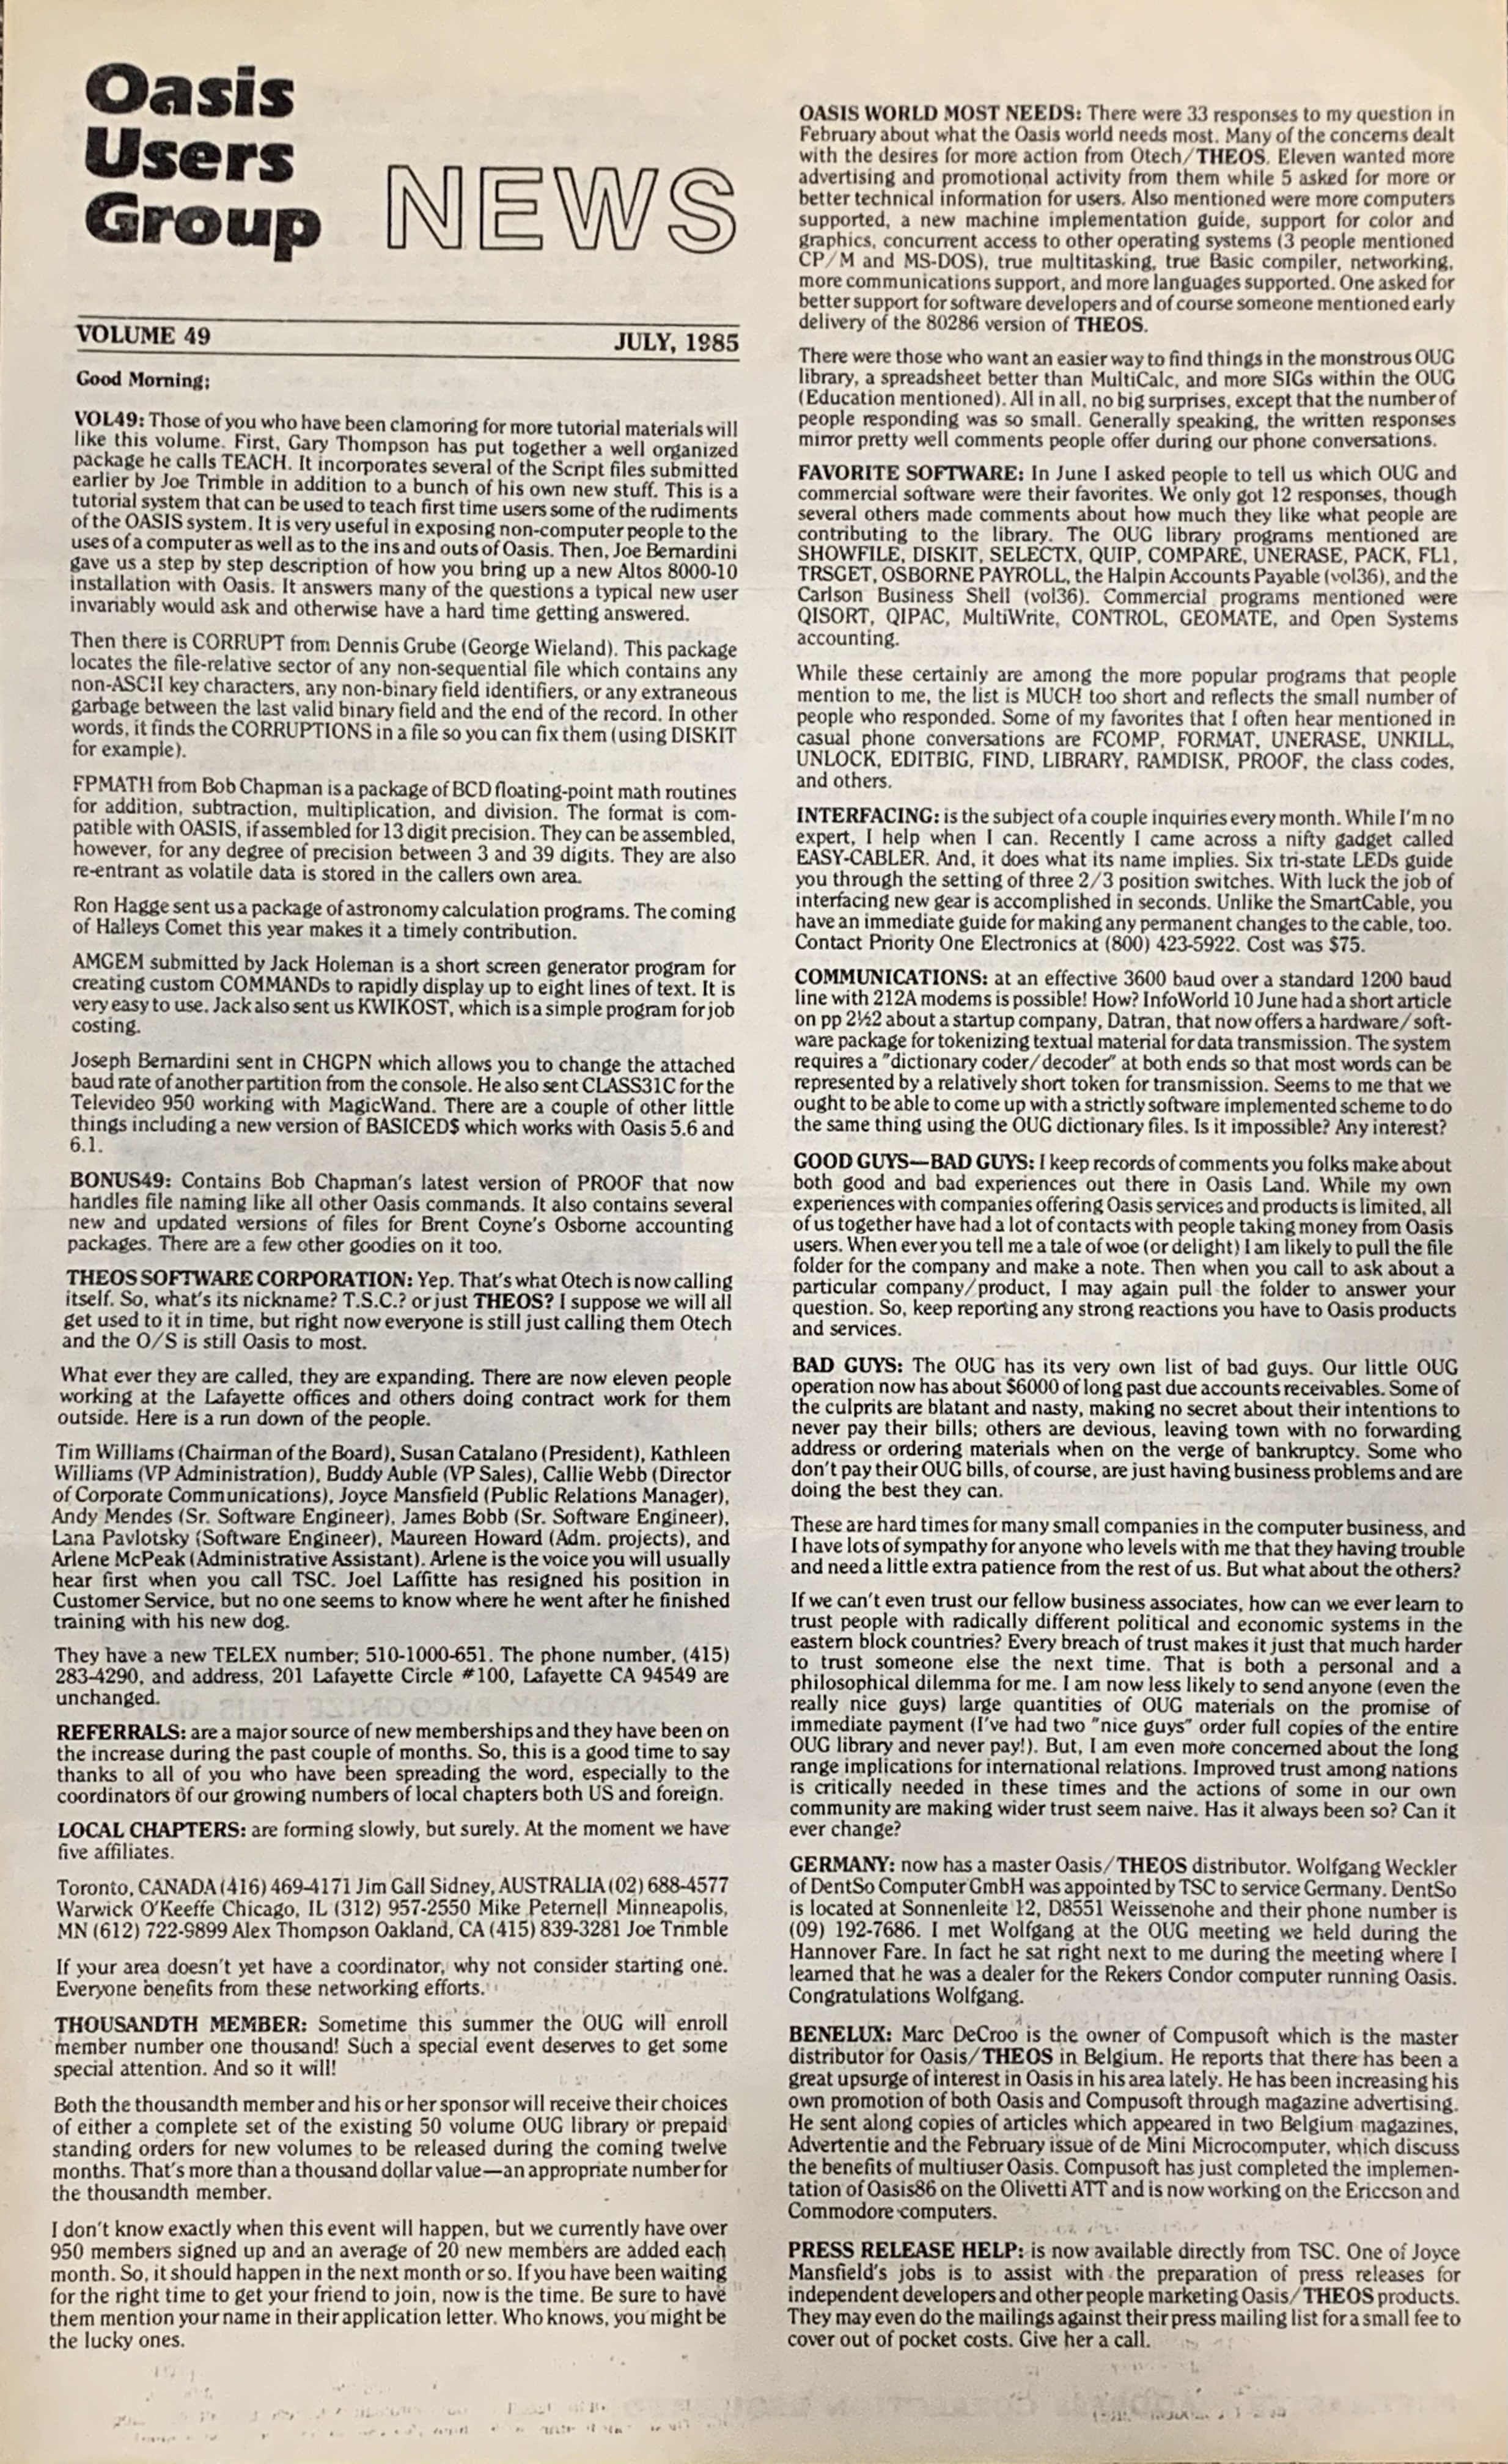 Oasis
Users
Group NEWS
VOLUME 49 JULY, 1985
Good Morning;
VOL49: Those of you who have been clamoring for more tutorial materials will
like this volume. First, Gary Thompson has put together a well organized
package he calls TEACH. It incorporates several of the Script files submitted
earlier by Joe Trimble in addition to a bunch of his own new stuff. This is a
tutorial system that can be used to teach first time users some of the rudiments
of the OASIS system. It is very useful in exposing non-computer people to the
uses of a computer as well as to the ins and outs of Oasis. Then, Joe Bernardini
gave us a step by step description of how you bring up a new Altos 8000-10
installation with Oasis. It answers many of the questions a typical new user
invariably would ask and otherwise have a hard time getting answered.
Then there is CORRUPT from Dennis Grube (George Wieland). This package
locates the file-relative sector of any non-sequential file which contains any
non-ASCII key characters, any non-binary field identifiers, or any extraneous
garbage between the last valid binary field and the end of the record. In other
words, it finds the CORRUPTIONS in a file so you can fix them (using DISKIT
for example).
FPMATH from Bob Chapman is a package of BCD floating-point math routines
for addition, subtraction, multiplication, and division. The format is com-
patible with OASIS, if assembled for 13 digit precision. They can be assembled,
however, for any degree of precision between 3 and 39 digits. They are also
re-entrant as volatile data is stored in the callers own area.
Ron Hagge sent us a package of astronomy calculation programs. The coming
of Halleys Comet this year makes it a timely contribution.
AMGEM submitted by Jack Holeman is a short screen generator program for
creating custom COMMANDs to rapidly display up to eight lines of text. It is
very easy to use. Jack also sent us KWIKOST, which is a simple program for job
costing.
Joseph Bernardini sent in CHGPN which allows you to change the attached
baud rate of another partition from the console. He also sent CLASS31C for the
Televideo 950 working with MagicWand. There are a couple of other little
things including a new version of BASICED$ which works with Oasis 5.6 and
6.1.
BONUS49: Contains Bob Chapman's latest version of PROOF that now
handles file naming like all other Oasis commands. It also contains several
new and updated versions of files for Brent Coyne's Osborne accounting
packages. There are a few other goodies on it too.
THEOS SOFTWARE CORPORATION: Yep. That's what Otech is now calling
itself. So, what's its nickname? T.S.C.? or just THEOS? I suppose we will all
get used to it in time, but right now everyone is still just calling them Otech
and the O/S is still Oasis to most.
What ever they are called, they are expanding. There are now eleven people
working at the Lafayette offices and others doing contract work for them
outside. Here is a run down of the people.
Tim Williams (Chairman of the Board), Susan Catalano (President), Kathleen
Williams (VP Administration), Buddy Auble (VP Sales), Callie Webb (Director
of Corporate Communications), Joyce Mansfield (Public Relations Manager),
Andy Mendes (Sr. Software Engineer), James Bobb (Sr. Software Engineer),
Lana Pavlotsky (Software Engineer), Maureen Howard (Adm. projects), and
Arlene McPeak (Administrative Assistant). Arlene is the voice you will usually
hear first when you call TSC. Joel Laffitte has resigned his position in
Customer Service, but no one seems to know where he went after he finished
training with his new dog.
They have a new TELEX number; 510-1000-651. The phone number, (415)
283-4290, and address, 201 Lafayette Circle #100, Lafayette CA 94549 are
unchanged.
REFERRALS: are a major source of new memberships and they have been on
the increase during the past couple of months. So, this is a good time to say
thanks to all of you who have been spreading the word, especially to the
coordinators of our growing numbers of local chapters both US and foreign.
LOCAL CHAPTERS: are forming slowly, but surely. At the moment we have
five affiliates.
Toronto, CANADA (416) 469-4171 Jim Gall Sidney, AUSTRALIA (02) 688-4577
Warwick O'Keeffe Chicago, IL (312) 957-2550 Mike Peternell Minneapolis,
MN (612) 722-9899 Alex Thompson Oakland, CA (415) 839-3281 Joe Trimble
If your area doesn't yet have a coordinator, why not consider starting one.
Everyone benefits from these networking efforts.
THOUSANDTH MEMBER: Sometime this summer the OUG will enroll
member number one thousand! Such a special event deserves to get some
special attention. And so it will!
Both the thousandth member and his or her sponsor will receive their choices
of either a complete set of the existing 50 volume OUG library or prepaid
standing orders for new volumes to be released during the coming twelve
months. That's more than a thousand dollar value—an appropriate number for
the thousandth member.
I don't know exactly when this event will happen, but we currently have over
950 members signed up and an average of 20 new members are added each
month. So, it should happen in the next month or so. If you have been waiting
for the right time to get your friend to join, now is the time. Be sure to have
them mention your name in their application letter. Who knows, you might be
the lucky ones.
OASIS WORLD MOST NEEDS: There were 33 responses to my question in
February about what the Oasis world needs most. Many of the concerns dealt
with the desires for more action from Otech/THEOS. Eleven wanted more
advertising and promotional activity from them while 5 asked for more or
better technical information for users. Also mentioned were more computers
supported, a new machine implementation guide, support for color and
graphics, concurrent access to other operating systems (3 people mentioned
CP/M and MS-DOS), true multitasking, true Basic compiler, networking,
more communications support, and more languages supported. One asked for
better support for software developers and of course someone mentioned early
delivery of the 80286 version of THEOS.
There were those who want an easier way to find things in the monstrous OUG
library, a spreadsheet better than MultiCalc, and more SIGs within the OUG
(Education mentioned). All in all, no big surprises, except that the number of
people responding was so small. Generally speaking, the written responses
mirror pretty well comments people offer during our phone conversations.
FAVORITE SOFTWARE: In June I asked people to tell us which OUG and
commercial software were their favorites. We only got 12 responses, though
several others made comments about how much they like what people are
contributing to the library. The OUG library programs mentioned are
SHOWFILE, DISKIT, SELECTX, QUIP, COMPARE, UNERASE, PACK, FL1,
TRSGET, OSBORNE PAYROLL, the Halpin Accounts Payable (vol36), and the
Carlson Business Shell (vol36). Commercial programs mentioned were
QISORT, QIPAC, MultiWrite, CONTROL, GEOMATE, and Open Systems
accounting.
While these certainly are among the more popular programs that people
mention to me, the list is MUCH too short and reflects the small number of
people who responded. Some of my favorites that I often hear mentioned in
casual phone conversations are FCOMP, FORMAT, UNERASE, UNKILL,
UNLOCK, EDITBIG, FIND, LIBRARY, RAMDISK, PROOF, the class codes,
and others.
INTERFACING: is the subject of a couple inquiries every month. While I'm no
expert, I help when I can. Recently I came across a nifty gadget called
EASY-CABLER. And, it does what its name implies. Six tri-state LEDs guide
you through the setting of three 2/3 position switches. With luck the job of
interfacing new gear is accomplished in seconds. Unlike the SmartCable, you
have an immediate guide for making any permanent changes to the cable, too.
Contact Priority One Electronics at (800) 423-5922. Cost was $75.
COMMUNICATIONS: at an effective 3600 baud over a standard 1200 baud
line with 212A modems is possible! How? InfoWorld 10 June had a short article
on pp 2½2 about a startup company, Datran, that now offers a hardware/soft-
ware package for tokenizing textual material for data transmission. The system
requires a "dictionary coder/decoder" at both ends so that most words can be
represented by a relatively short token for transmission. Seems to me that we
ought to be able to come up with a strictly software implemented scheme to do
the same thing using the OUG dictionary files. Is it impossible? Any interest?
GOOD GUYS—BAD GUYS: I keep records of comments you folks make about
both good and bad experiences out there in Oasis Land. While my own
experiences with companies offering Oasis services and products is limited, all
of us together have had a lot of contacts with people taking money from Oasis
users. When ever you tell me a tale of woe (or delight) I am likely to pull the file
folder for the company and make a note. Then when you call to ask about a
particular company/product, I may again pull the folder to answer your
question. So, keep reporting any strong reactions you have to Oasis products
and services.
BAD GUYS: The OUG has its very own list of bad guys. Our little OUG
operation now has about $6000 of long past due accounts receivables. Some of
the culprits are blatant and nasty, making no secret about their intentions to
never pay their bills; others are devious, leaving town with no forwarding
address or ordering materials when on the verge of bankruptcy. Some who
don't pay their OUG bills, of course, are just having business problems and are
doing the best they can.
These are hard times for many small companies in the computer business, and
I have lots of sympathy for anyone who levels with me that they having trouble
and need a little extra patience from the rest of us. But what about the others?
If we can't even trust our fellow business associates, how can we ever learn to
trust people with radically different political and economic systems in the
eastern block countries? Every breach of trust makes it just that much harder
to trust someone else the next time. That is both a personal and a
philosophical dilemma for me. I am now less likely to send anyone (even the
really nice guys) large quantities of OUG materials on the promise of
immediate payment (I've had two "nice guys" order full copies of the entire
OUG library and never pay!). But, I am even more concerned about the long
range implications for international relations. Improved trust among nations
is critically needed in these times and the actions of some in our own
community are making wider trust seem naive. Has it always been so? Can it
ever change?
GERMANY: now has a master Oasis/THEOS distributor. Wolfgang Weckler
of DentSo Computer GmbH was appointed by TSC to service Germany. DentSo
is located at Sonnenleite 12, D8551 Weissenohe and their phone number is
(09) 192-7686. I met Wolfgang at the OUG meeting we held during the
Hannover Fare. In fact he sat right next to me during the meeting where I
learned that he was a dealer for the Rekers Condor computer running Oasis.
Congratulations Wolfgang.
BENELUX: Marc DeCroo is the owner of Compusoft which is the master
distributor for Oasis/THEOS in Belgium. He reports that there has been a
great upsurge of interest in Oasis in his area lately. He has been increasing his
own promotion of both Oasis and Compusoft through magazine advertising.
He sent along copies of articles which appeared in two Belgium magazines,
Advertentie and the February issue of de Mini Microcomputer, which discuss
the benefits of multiuser Oasis. Compusoft has just completed the implemen-
tation of Oasis86 on the Olivetti ATT and is now working on the Ericcson and
Commodore computers.
PRESS RELEASE HELP: is now available directly from TSC. One of Joyce
Mansfield's jobs is to assist with the preparation of press releases for
independent developers and other people marketing Oasis/THEOS products.
They may even do the mailings against their press mailing list for a small fee to
cover out of pocket costs. Give her a call.